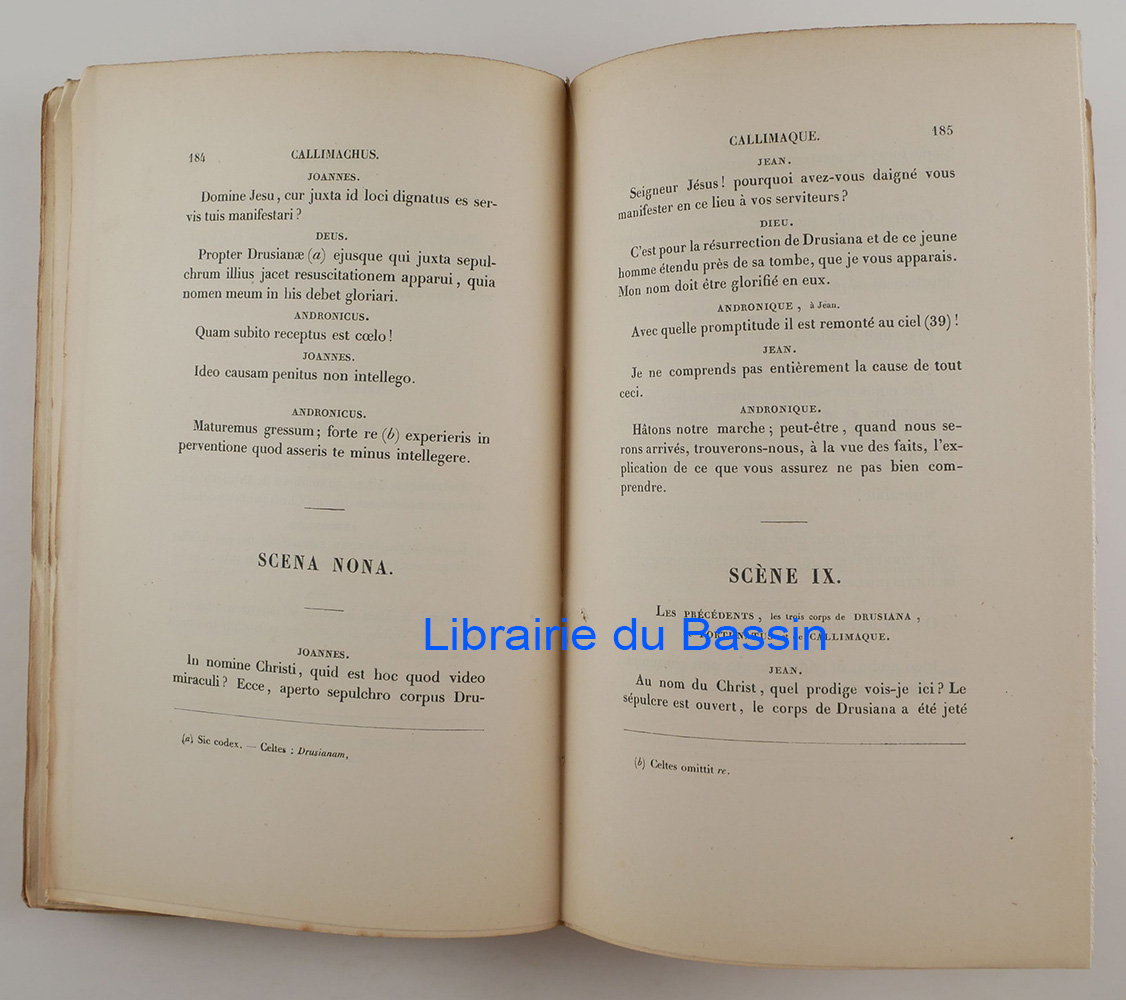 184 CALLIMACHUS.
JOANNES.
Domine Jesu, cur juxta id loci dignatus es ser-
vis tuis manifestari ?
DEUS.
Propter Drusianæ (a) ejusque qui juxta sepul-
chrum illius jacet resuscitationem apparui, quia
nomen meum in his debet gloriari.
ANDRONICUS.
Quam subito receptus est cœlo !
JOANNES.
Ideo causam penitus non intellego.
ANDRONICUS.
Maturemus gressum ; forte re (b) experieris in
perventione quod asseris te minus intellegere.
SCENA NONA.
JOANNES.
In nomine Christi, quid est hoc quod video
miraculi ? Ecce, aperto sepulchro corpus Dru-
(a) Sic codex. — Celtes : Drusianam,
CALLIMAQUE. 185
JEAN.
Seigneur Jésus ! pourquoi avez-vous daigné vous
manifester en ce lieu à vos serviteurs ?
DIEU.
C'est pour la résurrection de Drusiana et de ce jeune
homme étendu près de sa tombe, que je vous apparais.
Mon nom doit être glorifié en eux.
ANDRONIQUE, à Jean.
Avec quelle promptitude il est remonté au ciel (39) !
JEAN.
Je ne comprends pas entièrement la cause de tout
ceci.
ANDRONIQUE.
Hâtons notre marche ; peut-être, quand nous se-
rons arrivés, trouverons-nous, à la vue des faits, l'ex-
plication de ce que vous assurez ne pas bien com-
prendre.
SCÈNE IX.
LES PRÉCÉDENTS, les trois corps de DRUSIANA,
CALLIMAQUE.
JEAN.
Au nom du Christ, quel prodige vois-je ici ? Le
sépulcre est ouvert, le corps de Drusiana a été jeté
(b) Celtes omittit re.
Librairie du Bassin